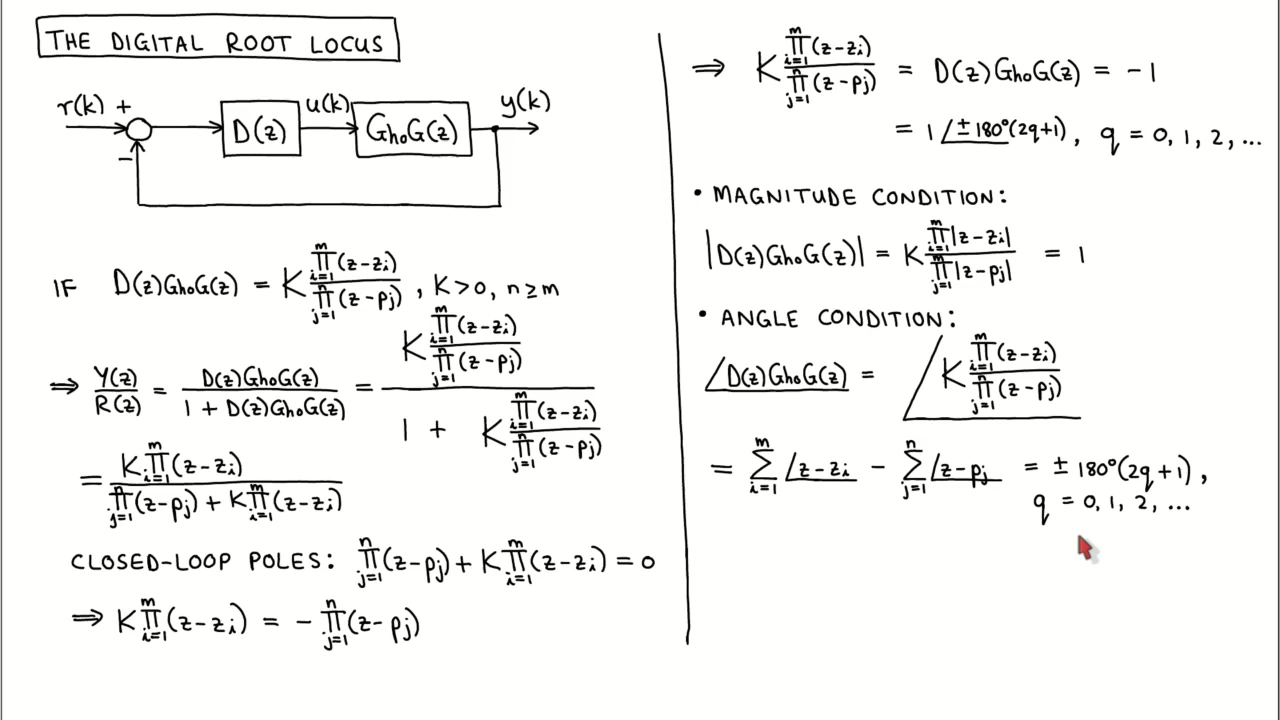 THE DIGITAL ROOT LOCUS
r(k) + − D(z) u(k) GhoG(z) y(k)
IF D(z)GhoG(z) = K ∏_{i=1}^{m}(z-zi) / ∏_{j=1}^{n}(z-pj) , K>0, n≥m
⇒ Y(z)/R(z) = D(z)GhoG(z) / 1 + D(z)GhoG(z) = K ∏_{i=1}^{m}(z-zi) / ∏_{j=1}^{n}(z-pj) / 1 + K ∏_{i=1}^{m}(z-zi) / ∏_{j=1}^{n}(z-pj)
= K∏_{i=1}^{m}(z-zi) / ∏_{j=1}^{n}(z-pj) + K∏_{i=1}^{m}(z-zi)
CLOSED-LOOP POLES: ∏_{j=1}^{n}(z-pj) + K∏_{i=1}^{m}(z-zi) = 0
⇒ K∏_{i=1}^{m}(z-zi) = -∏_{j=1}^{n}(z-pj)
⇒ K ∏_{i=1}^{m}(z-zi) / ∏_{j=1}^{n}(z-pj) = D(z)GhoG(z) = -1
= 1∠±180°(2q+1), q = 0, 1, 2, ...
• MAGNITUDE CONDITION:
|D(z)GhoG(z)| = K ∏_{i=1}^{m}|z-zi| / ∏_{j=1}^{m}|z-pj| = 1
• ANGLE CONDITION:
∠D(z)GhoG(z) = ∠K ∏_{i=1}^{m}(z-zi) / ∏_{j=1}^{n}(z-pj)
= ∑_{i=1}^{m} ∠z-zi - ∑_{j=1}^{n} ∠z-pj = ±180°(2q+1),
q = 0, 1, 2, ...